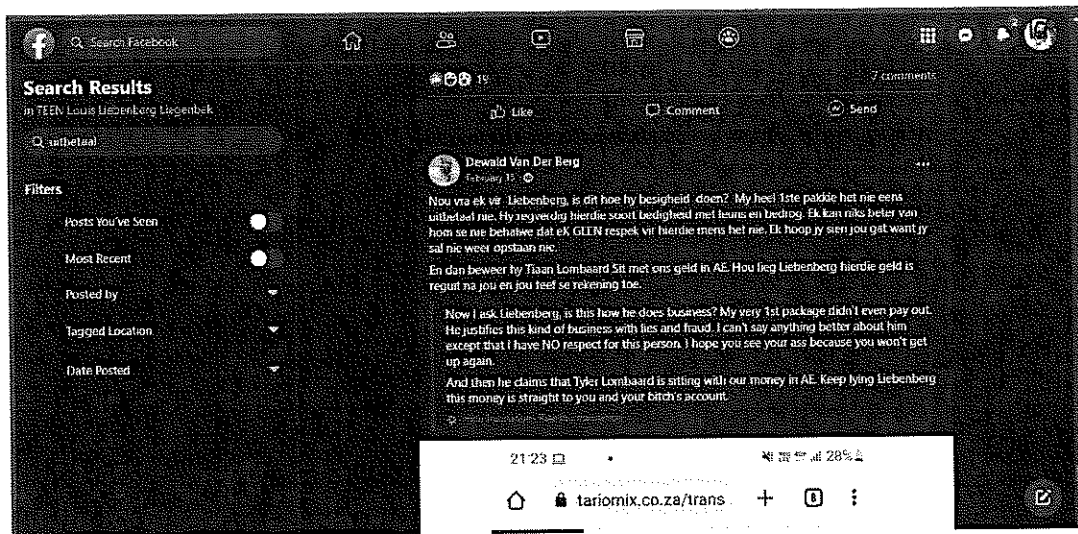 Search Facebook
2
Search Results
in TEEN Louis Liebenberg Liegenbek
uitbetaal
Filters
Posts You've Seen
Most Recent
Posted by
Tagged Location
Date Posted
19
7 comments
Like Comment Send
Dewald Van Der Berg
February 15
Nou vra ek vir Liebenberg, is dit hoe hy besigheid doen? My heel 1ste pakkie het nie eens
uitbetaal nie. Hy regverdig hierdie soort bedigheid met leuns en bedrog. Ek kan niks beter van
hom se nie behalwe dat eK GEEN respek vir hierdie mens het nie. Ek hoop jy sien jou gat want jy
sal nie weer opstaan nie.
En dan beweer hy Tiaan Lombaard Sit met ons geld in AE. Hou lieg Liebenberg hierdie geld is
reguit na jou en jou teef se rekening toe.
Now I ask Liebenberg, is this how he does business? My very 1st package didn't even pay out.
He justifies this kind of business with lies and fraud. I can't say anything better about him
except that I have NO respect for this person. I hope you see your ass because you won't get
up again.
And then he claims that Tyler Lombaard is sitting with our money in AE. Keep lying Liebenberg
this money is straight to you and your bitch's account.
21:23 28%
tariomix.co.za/trans 8